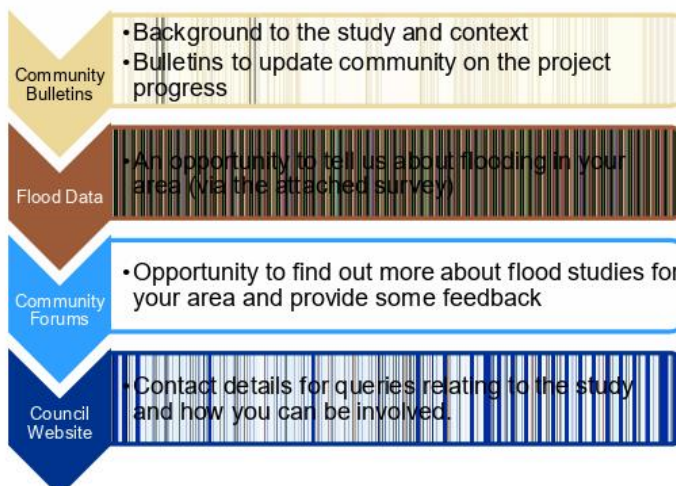 Community
Bulletins
• Background to the study and context
• Bulletins to update community on the project
progress
Flood Data
• An opportunity to tell us about flooding in your
area (via the attached survey)
Community
Forums
• Opportunity to find out more about flood studies for
your area and provide some feedback
Council
Website
• Contact details for queries relating to the study
and how you can be involved.